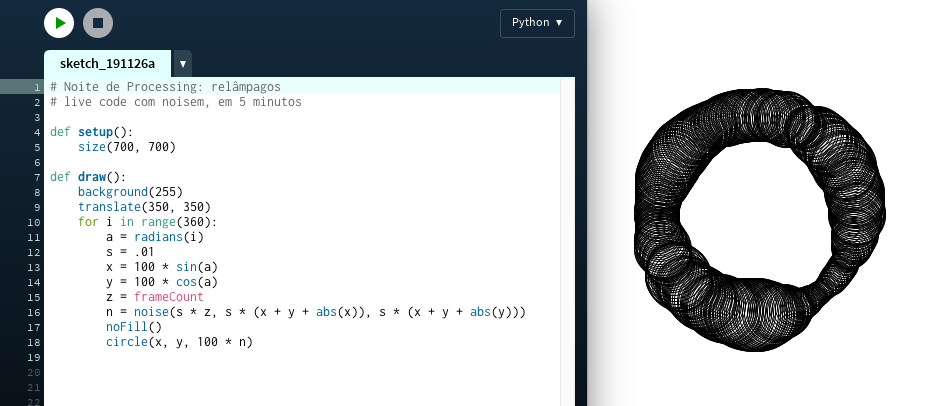 Python ▼
sketch_191126a ▼
1 # Noite de Processing: relâmpagos
2 # live code com noisem, em 5 minutos
3
4 def setup():
5     size(700, 700)
6
7 def draw():
8     background(255)
9     translate(350, 350)
10     for i in range(360):
11         a = radians(i)
12         s = .01
13         x = 100 * sin(a)
14         y = 100 * cos(a)
15         z = frameCount
16         n = noise(s * z, s * (x + y + abs(x)), s * (x + y + abs(y)))
17         noFill()
18         circle(x, y, 100 * n)
19
20
21
22